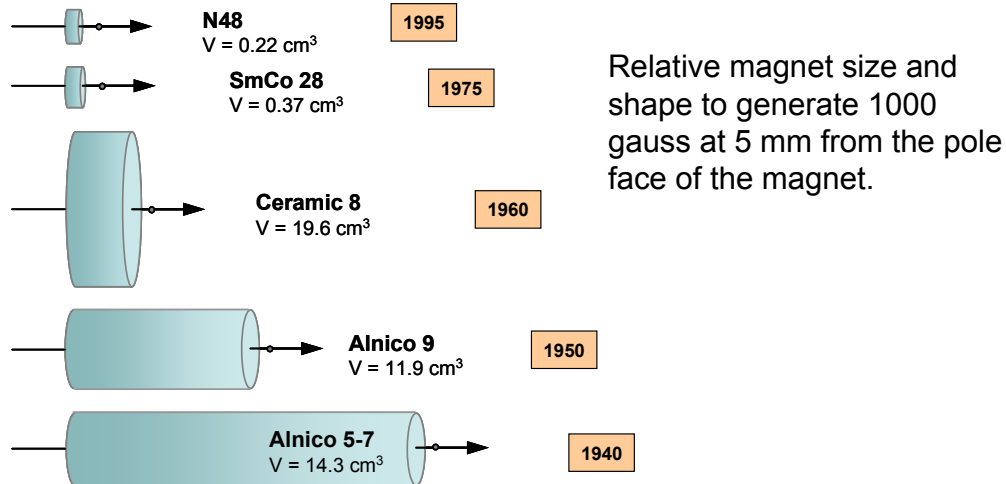 N48
V = 0.22 cm³
1995
SmCo 28
V = 0.37 cm³
1975
Relative magnet size and
shape to generate 1000
gauss at 5 mm from the pole
face of the magnet.
Ceramic 8
V = 19.6 cm³
1960
Alnico 9
V = 11.9 cm³
1950
Alnico 5-7
V = 14.3 cm³
1940